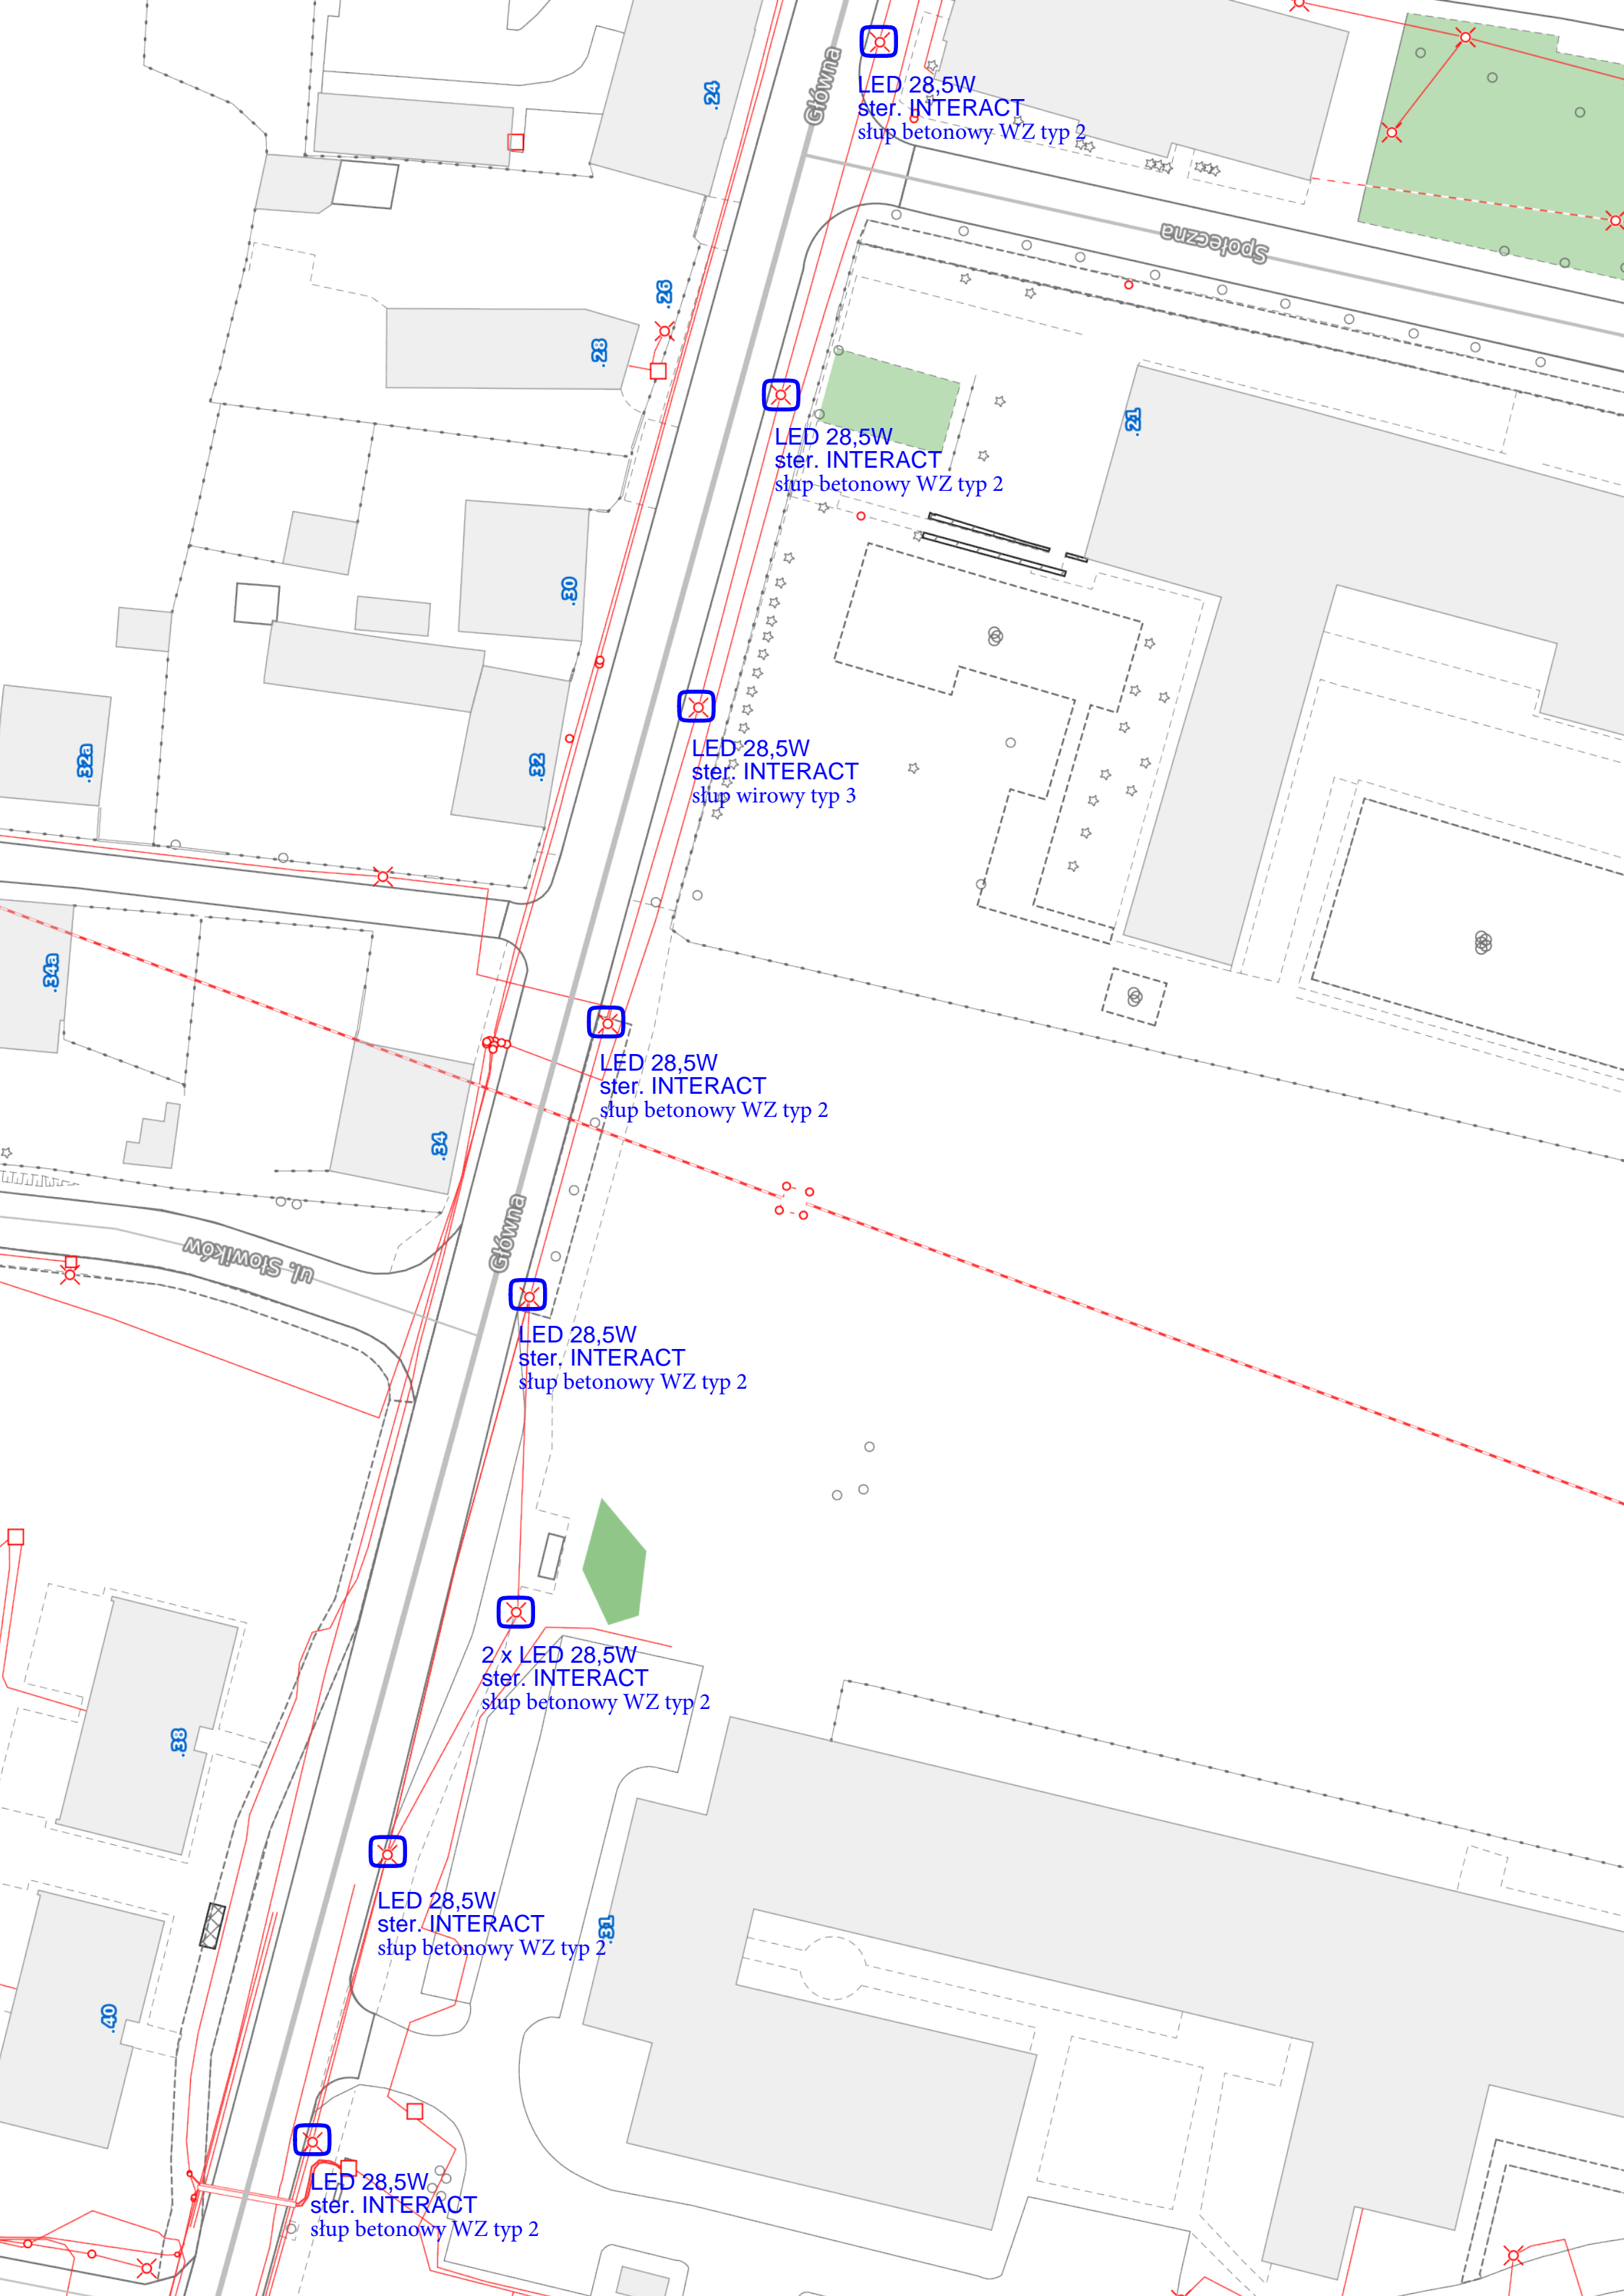 Główna
.24
LED 28,5W
ster. INTERACT
słup betonowy WZ typ 2
Społeczna
.26
.28
LED 28,5W
ster. INTERACT
słup betonowy WZ typ 2
.21
.30
LED 28,5W
ster. INTERACT
słup wirowy typ 3
.32a
.32
.34a
LED 28,5W
ster. INTERACT
słup betonowy WZ typ 2
.34
Główna
ul. Słowików
LED 28,5W
ster. INTERACT
słup betonowy WZ typ 2
2 x LED 28,5W
ster. INTERACT
słup betonowy WZ typ 2
.38
LED 28,5W
ster. INTERACT
słup betonowy WZ typ 2
.31
.40
LED 28,5W
ster. INTERACT
słup betonowy WZ typ 2